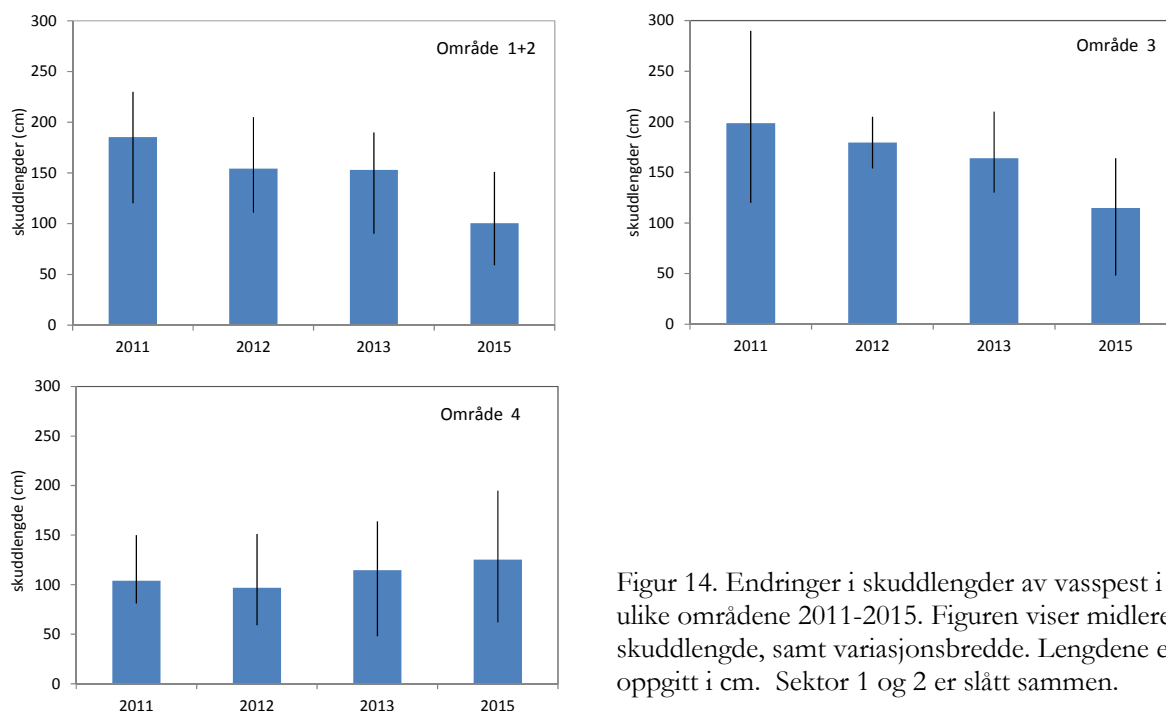 300
250
200
150
100
50
0
skuddlengder (cm)
Område 1+2
2011 2012 2013 2015
300
250
200
150
100
50
0
skuddlengder (cm)
Område 3
2011 2012 2013 2015
300
250
200
150
100
50
0
skuddlengde (cm)
Område 4
2011 2012 2013 2015
Figur 14. Endringer i skuddlengder av vasspest i
ulike områdene 2011-2015. Figuren viser midlere
skuddlengde, samt variasjonsbredde. Lengdene e
oppgitt i cm. Sektor 1 og 2 er slått sammen.